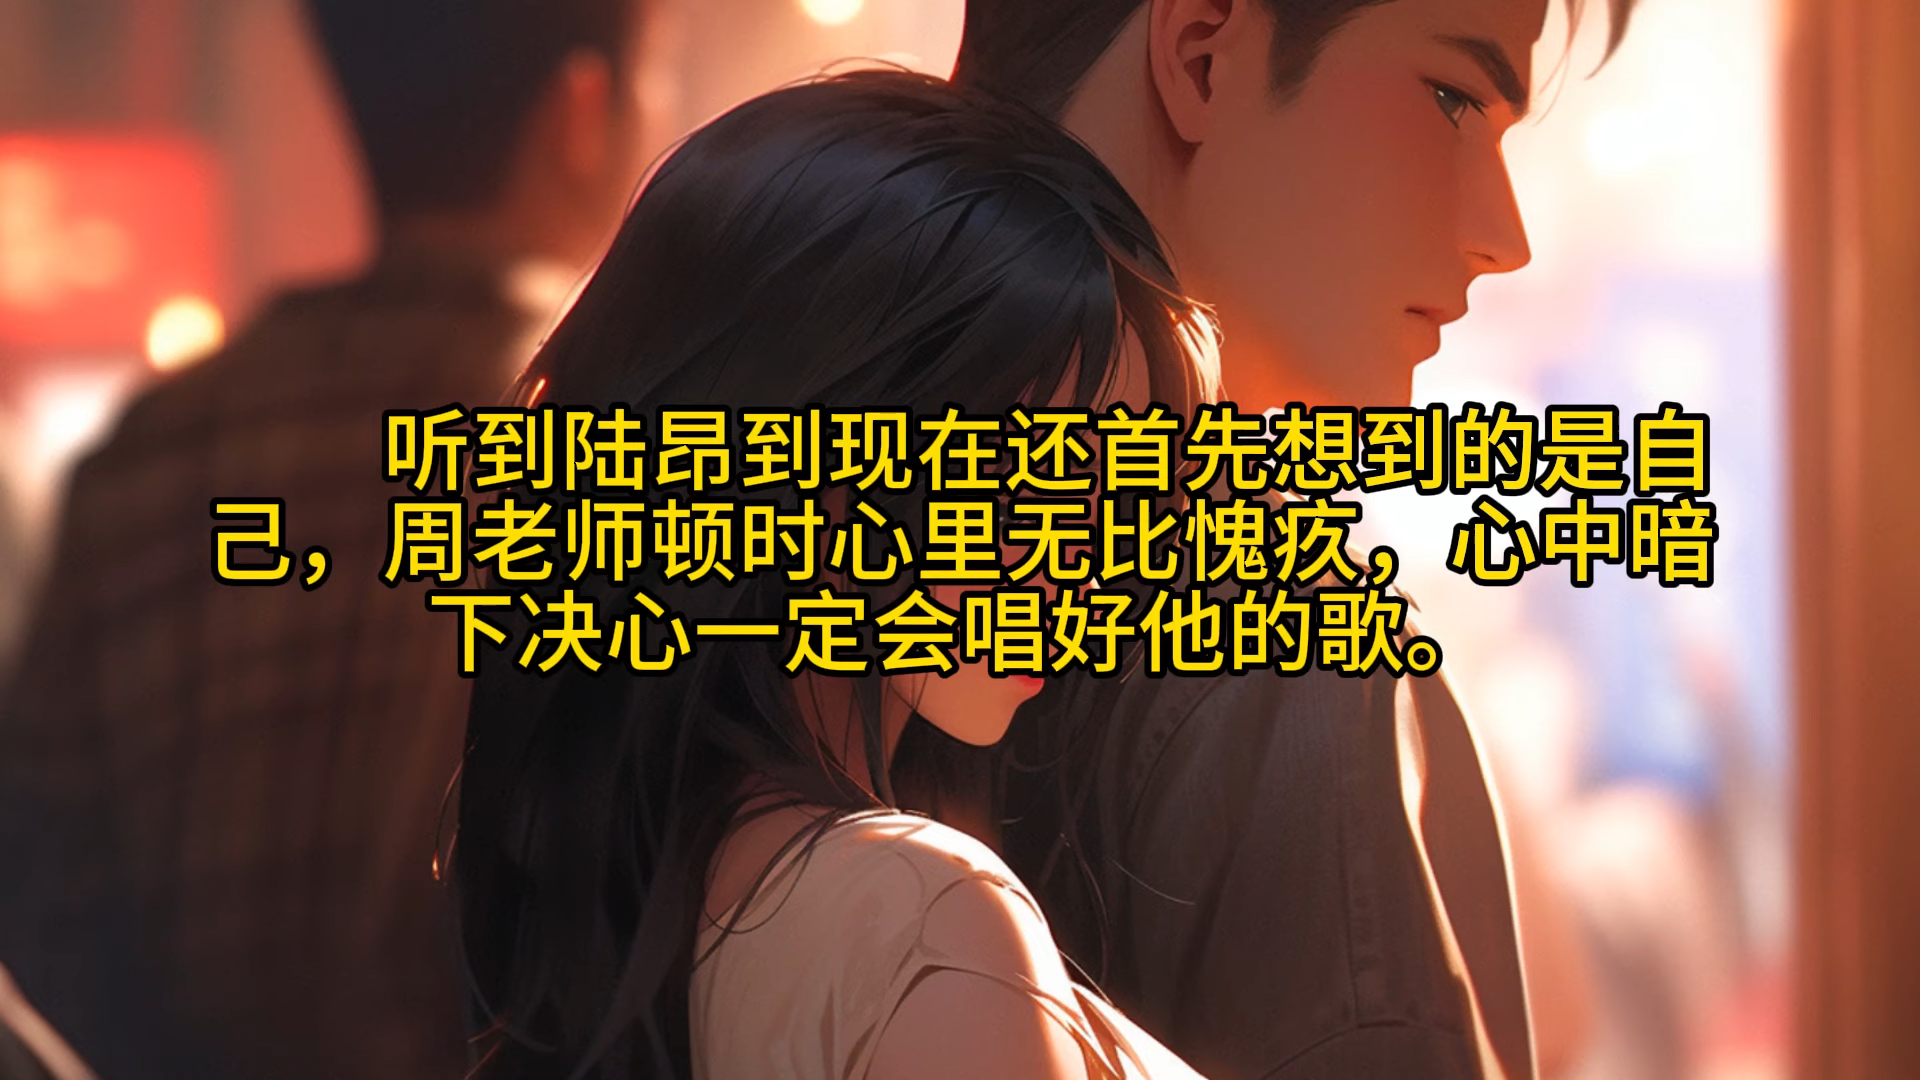 听到陆昂到现在还首先想到的是自
己，周老师顿时心里无比愧疚，心中暗
下决心一定会唱好他的歌。